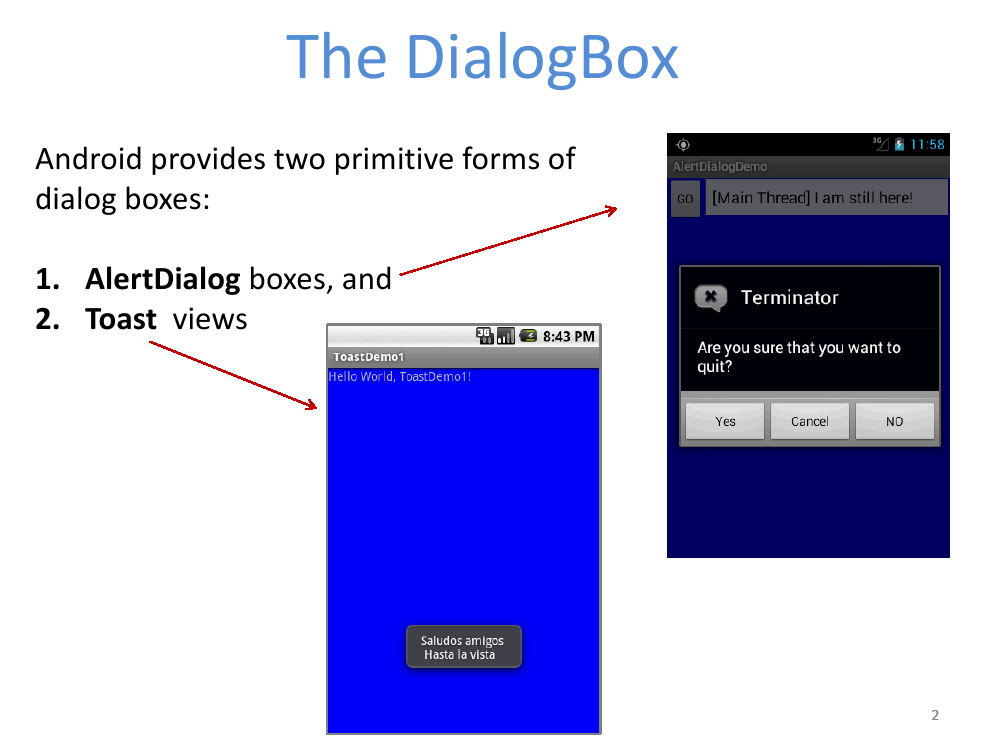 The DialogBox
Android provides two primitive forms of
dialog boxes:
1. AlertDialog boxes, and
2. Toast views
3G 8:43 PM
ToastDemo1
Hello World, ToastDemo1!
Saludos amigos
Hasta la vista
3G 11:58
AlertDialogDemo
GO [Main Thread] I am still here!
Terminator
Are you sure that you want to
quit?
Yes Cancel NO
2